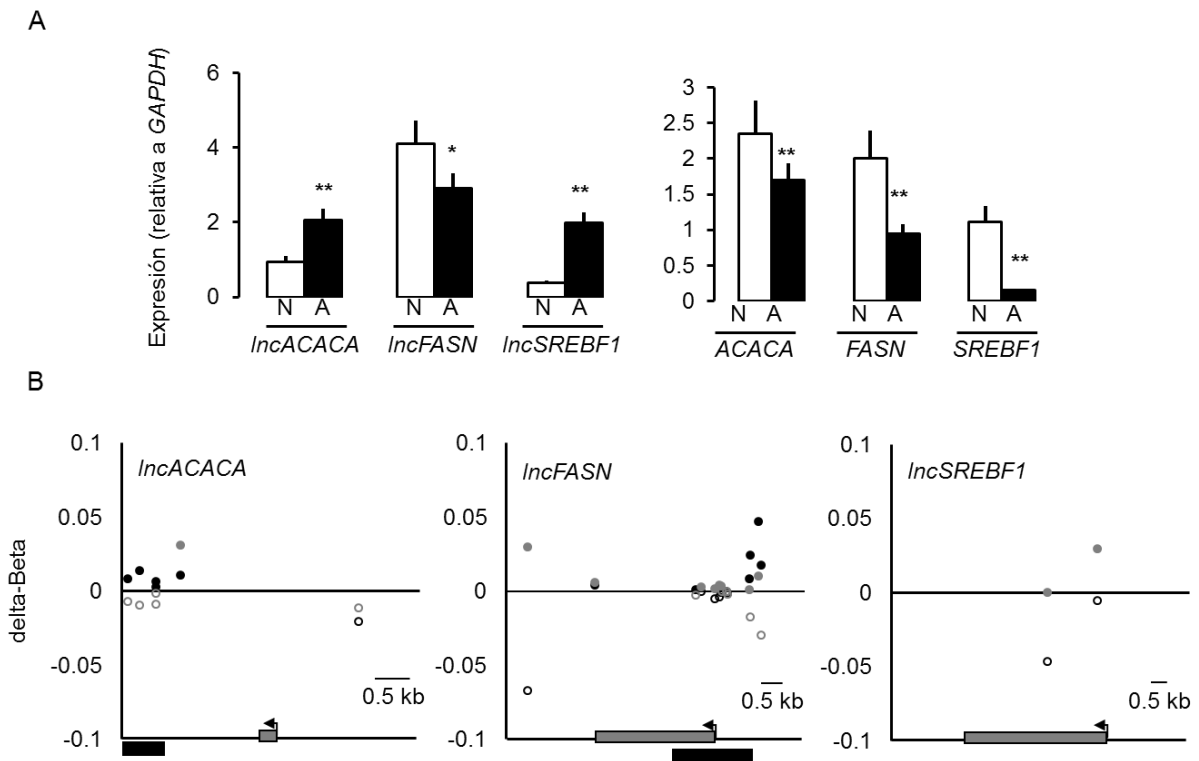 A
Expresión (relativa a GAPDH)
6
4
2
0
** * **
N A N A N A
lncACACA lncFASN lncSREBF1
3
2.5
2
1.5
1
0.5
0
** ** **
N A N A N A
ACACA FASN SREBF1
B
delta-Beta
0.1
0.05
0
-0.05
-0.1
lncACACA
0.5 kb
0.1
0.05
0
-0.05
-0.1
lncFASN
0.5 kb
0.1
0.05
0
-0.05
-0.1
lncSREBF1
0.5 kb